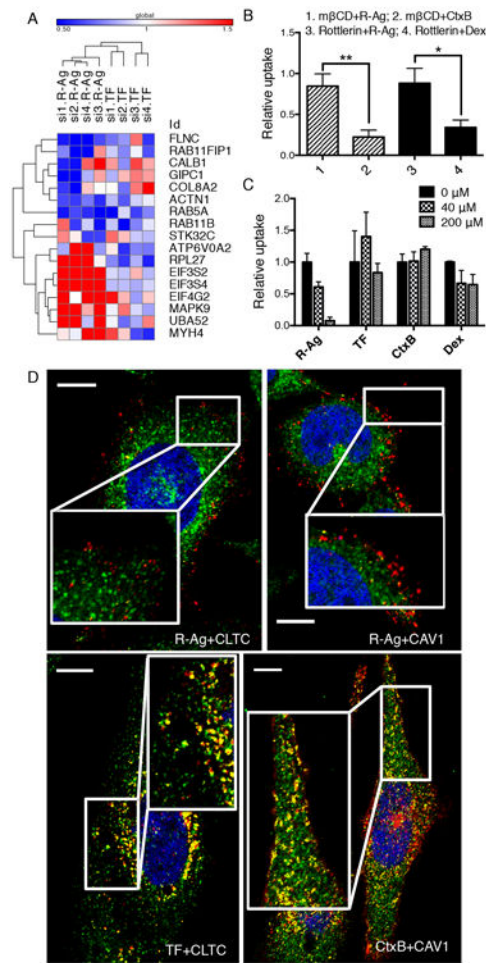 A
global
0.50 1 1.5
si1.R-Ag
si2.R-Ag
si4.R-Ag
si3.R-Ag
si1.TF
si2.TF
si3.TF
si4.TF
Id
FLNC
RAB11FIP1
CALB1
GIPC1
COL8A2
ACTN1
RAB5A
RAB11B
STK32C
ATP6V0A2
RPL27
EIF3S2
EIF3S4
EIF4G2
MAPK9
UBA52
MYH4
B
1. mβCD+R-Ag; 2. mβCD+CtxB
3. Rottlerin+R-Ag; 4. Rottlerin+Dex
Relative uptake
1.5
1.0
0.5
0.0
**
*
1 2 3 4
C
Relative uptake
2.0
1.5
1.0
0.5
0.0
0 μM
40 μM
200 μM
R-Ag TF CtxB Dex
D
R-Ag+CLTC
R-Ag+CAV1
TF+CLTC
CtxB+CAV1